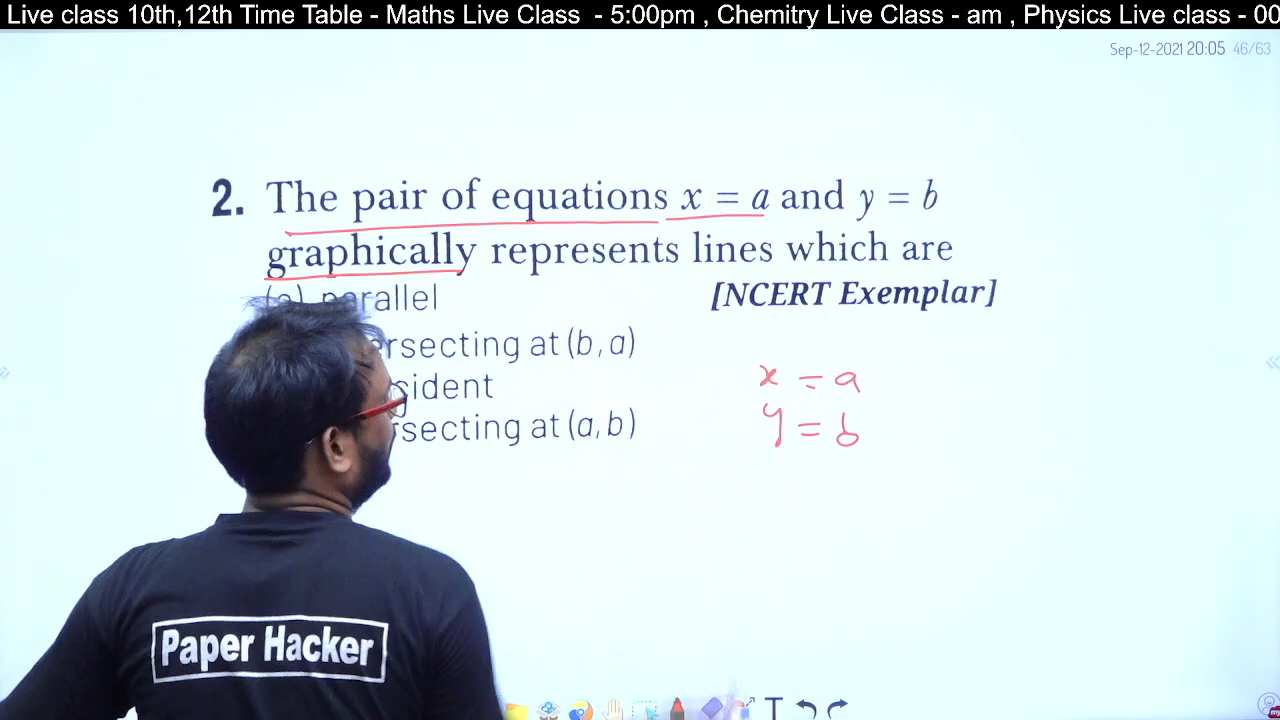 Live class 10th,12th Time Table - Maths Live Class - 5:00pm , Chemitry Live Class - am , Physics Live class - 00
Sep-12-2021 20:05 46/63
2. The pair of equations x = a and y = b
graphically represents lines which are
(a) parallel
[NCERT Exemplar]
rsecting at (b, a)
sident
rsecting at (a, b)
x = a
y = b
Paper Hacker
T